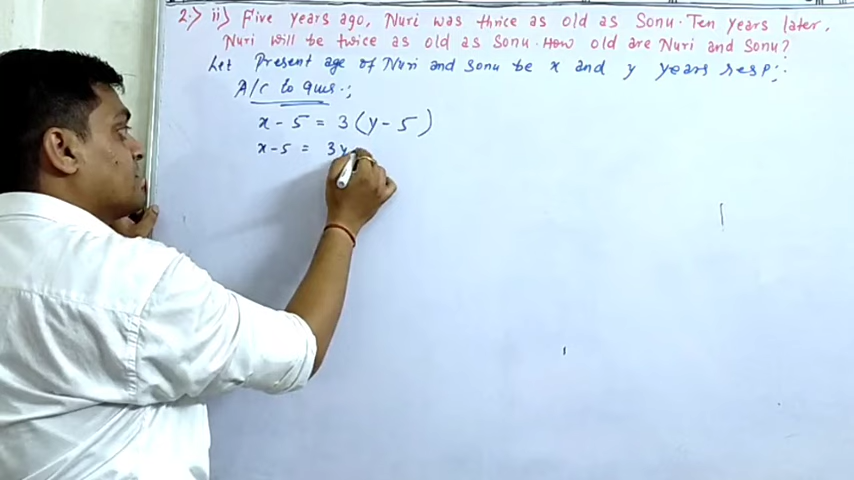 2.> ii) Five years ago, Nuri was thrice as old as Sonu. Ten years later,
Nuri will be twice as old as Sonu. How old are Nuri and Sonu?
Let Present age of Nuri and Sonu be x and y years resp;.
A/C to Ques.;
x - 5 = 3(y - 5)
x - 5 = 3y